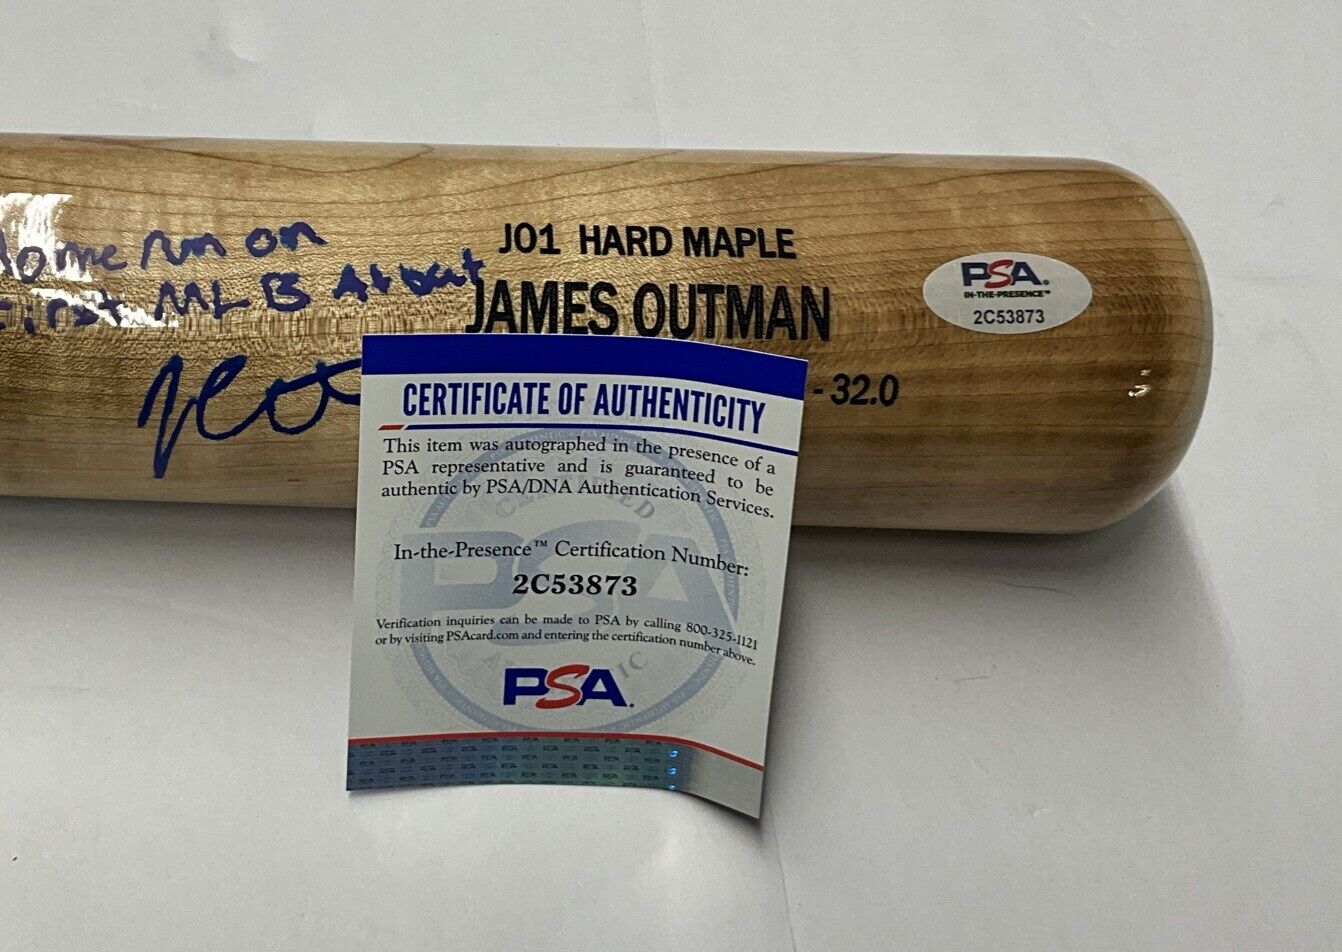 Home run on
First MLB At bat
J01 HARD MAPLE
JAMES OUTMAN
- 32.0
PSA
IN-THE-PRESENCE™
2C53873
CERTIFICATE OF AUTHENTICITY
This item was autographed in the presence of a
PSA representative and is guaranteed to be
authentic by PSA/DNA Authentication Services.
In-the-Presence™ Certification Number:
2C53873
Verification inquiries can be made to PSA by calling 800-325-1121
or by visiting PSAcard.com and entering the certification number above.
PSA